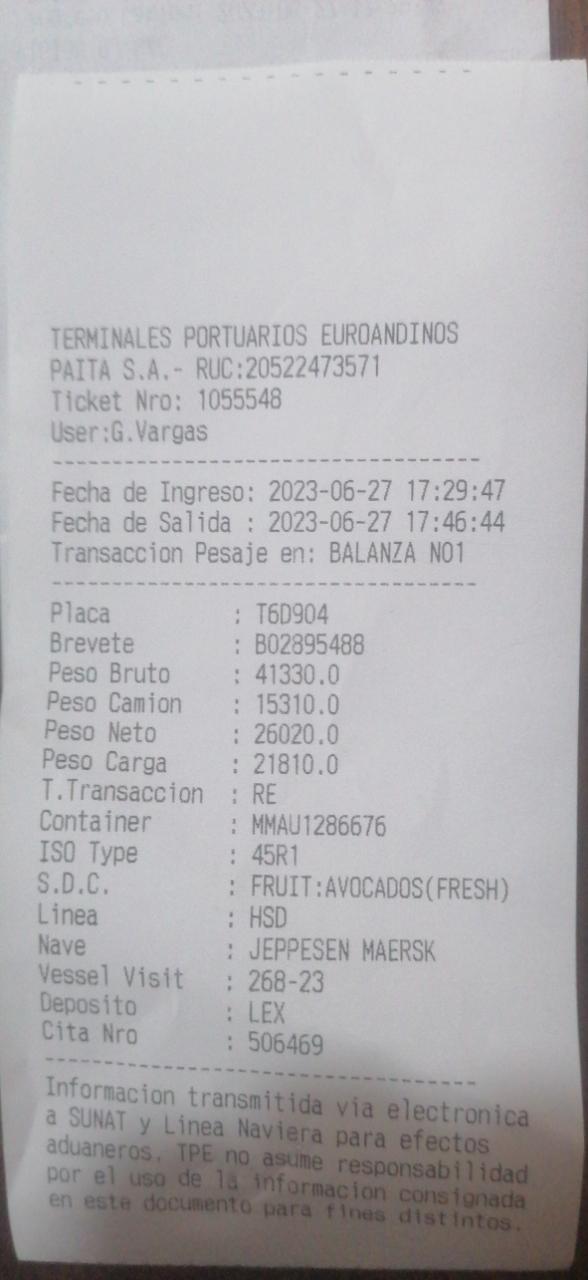 TERMINALES PORTUARIOS EUROANDINOS
PAITA S.A.- RUC:20522473571
Ticket Nro: 1055548
User:G.Vargas
-----------------------------------
Fecha de Ingreso: 2023-06-27 17:29:47
Fecha de Salida : 2023-06-27 17:46:44
Transaccion Pesaje en: BALANZA NO1
-----------------------------------
Placa : T6D904
Brevete : B02895488
Peso Bruto : 41330.0
Peso Camion : 15310.0
Peso Neto : 26020.0
Peso Carga : 21810.0
T.Transaccion : RE
Container : MMAU1286676
ISO Type : 45R1
S.D.C. : FRUIT:AVOCADOS(FRESH)
Linea : HSD
Nave : JEPPESEN MAERSK
Vessel Visit : 268-23
Deposito : LEX
Cita Nro : 506469
-----------------------------------
Informacion transmitida via electronica
a SUNAT y Linea Naviera para efectos
aduaneros. TPE no asume responsabilidad
por el uso de la informacion consignada
en este documento para fines distintos.